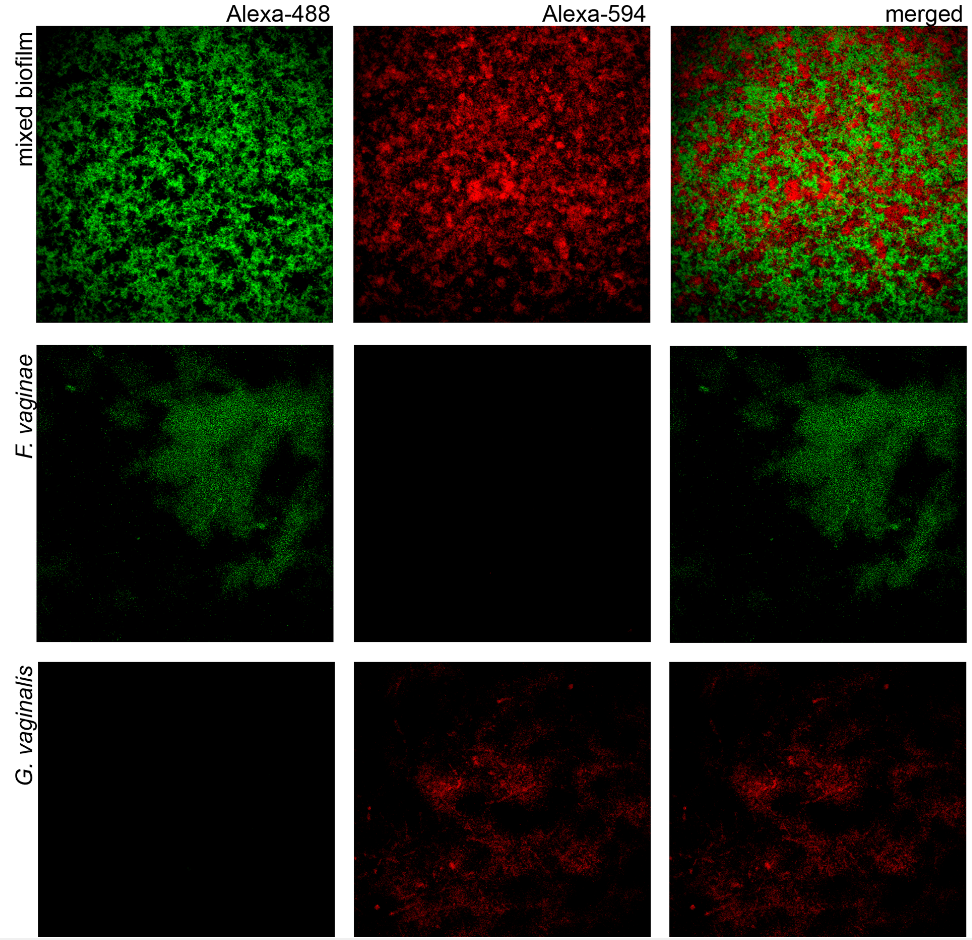 Alexa-488
Alexa-594
merged
mixed biofilm
F. vaginae
G. vaginalis